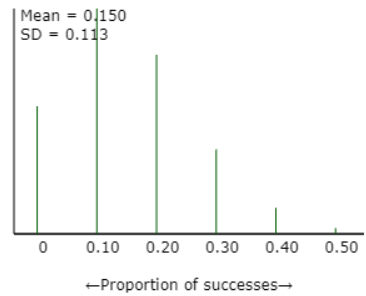 Mean = 0.150
SD = 0.113
0 0.10 0.20 0.30 0.40 0.50
←Proportion of successes→